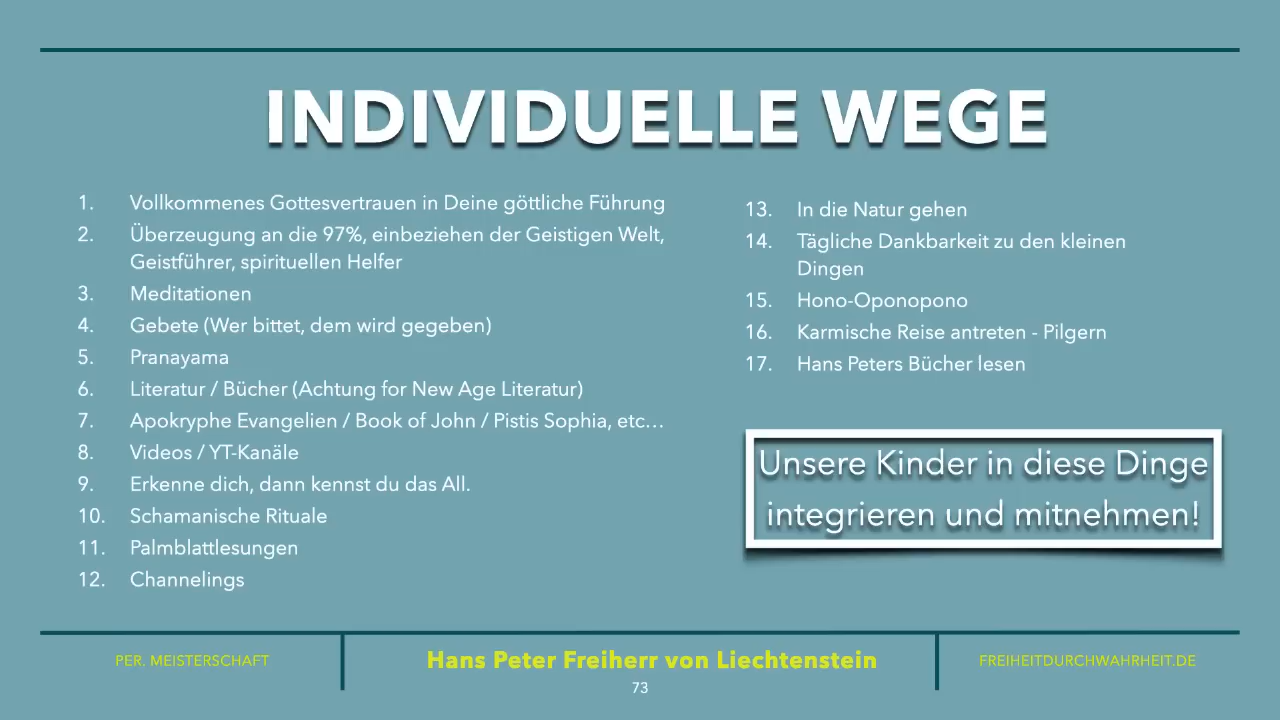 INDIVIDUELLE WEGE
1. Vollkommenes Gottesvertrauen in Deine göttliche Führung
2. Überzeugung an die 97%, einbeziehen der Geistigen Welt,
Geistführer, spirituellen Helfer
3. Meditationen
4. Gebete (Wer bittet, dem wird gegeben)
5. Pranayama
6. Literatur / Bücher (Achtung for New Age Literatur)
7. Apokryphe Evangelien / Book of John / Pistis Sophia, etc…
8. Videos / YT-Kanäle
9. Erkenne dich, dann kennst du das All.
10. Schamanische Rituale
11. Palmblattlesungen
12. Channelings
13. In die Natur gehen
14. Tägliche Dankbarkeit zu den kleinen
Dingen
15. Hono-Oponopono
16. Karmische Reise antreten - Pilgern
17. Hans Peters Bücher lesen
Unsere Kinder in diese Dinge
integrieren und mitnehmen!
PER. MEISTERSCHAFT
Hans Peter Freiherr von Liechtenstein
FREIHEITDURCHWAHRHEIT.DE
73